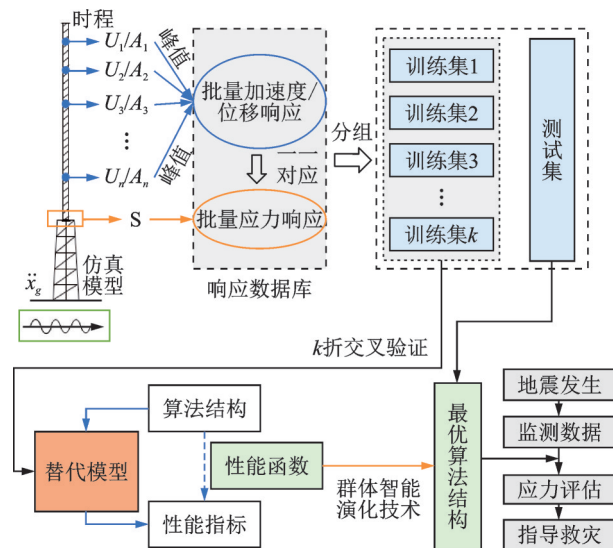 时程
U₁/A₁
U₂/A₂
U₃/A₃
⋮
Uₙ/Aₙ
峰值
峰值
S
ẍg
仿真
模型
批量加速度/
位移响应
一一
对应
批量应力响应
响应数据库
分组
训练集1
训练集2
训练集3
⋮
训练集k
测试集
k折交叉验证
算法结构
替代模型
性能函数
性能指标
群体智能
演化技术
最优算法结构
地震发生
监测数据
应力评估
指导救灾